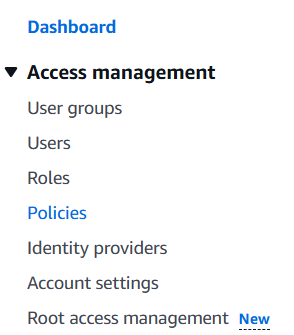 Dashboard
Access management
User groups
Users
Roles
Policies
Identity providers
Account settings
Root access management New